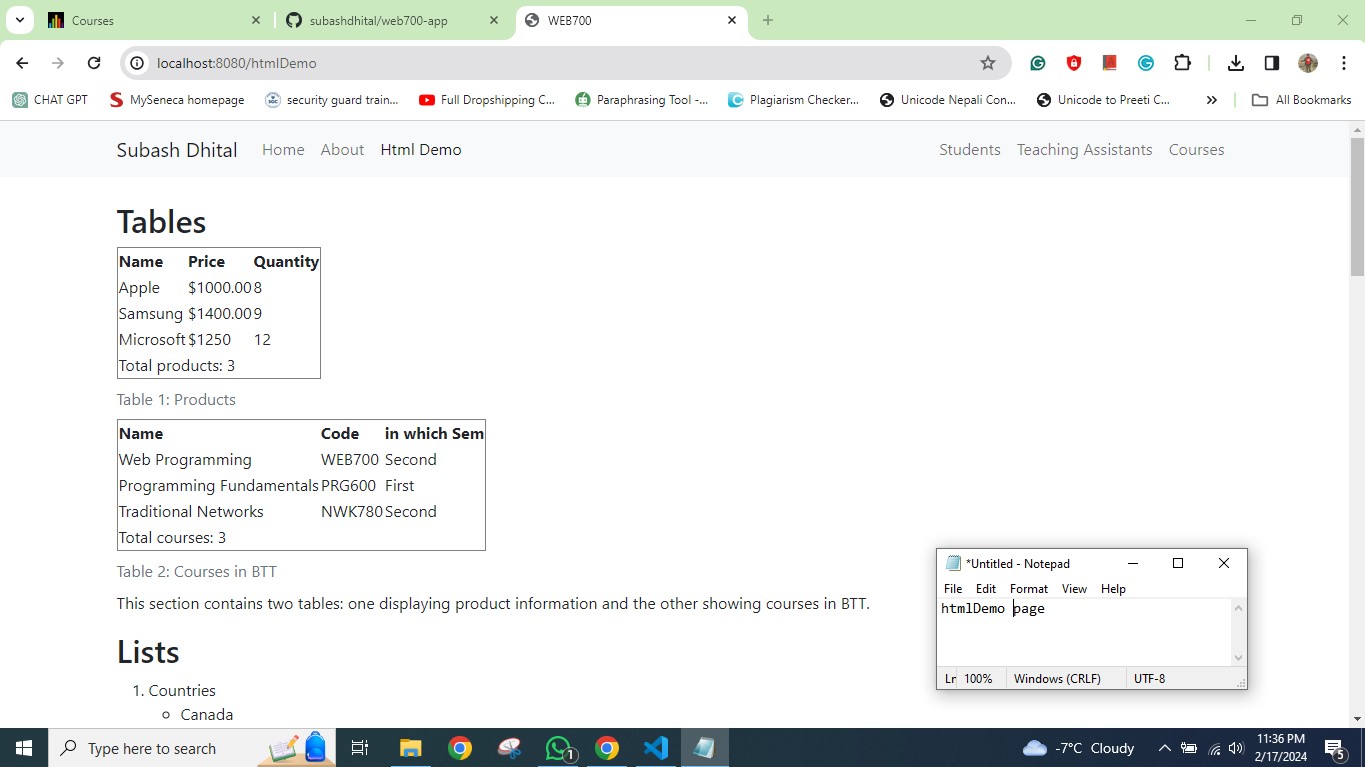 Courses
subashdhital/web700-app
WEB700
localhost:8080/htmlDemo
CHAT GPT
MySeneca homepage
security guard train...
Full Dropshipping C...
Paraphrasing Tool -...
Plagiarism Checker...
Unicode Nepali Con...
Unicode to Preeti C...
All Bookmarks
Subash Dhital Home About Html Demo Students Teaching Assistants Courses
Tables
Name Price Quantity
Apple $1000.00 8
Samsung $1400.00 9
Microsoft $1250 12
Total products: 3
Table 1: Products
Name Code in which Sem
Web Programming WEB700 Second
Programming Fundamentals PRG600 First
Traditional Networks NWK780 Second
Total courses: 3
Table 2: Courses in BTT
This section contains two tables: one displaying product information and the other showing courses in BTT.
Lists
1. Countries
Canada
*Untitled - Notepad
File Edit Format View Help
htmlDemo page
100% Windows (CRLF) UTF-8
Type here to search
1
-7°C Cloudy
11:36 PM
2/17/2024
5